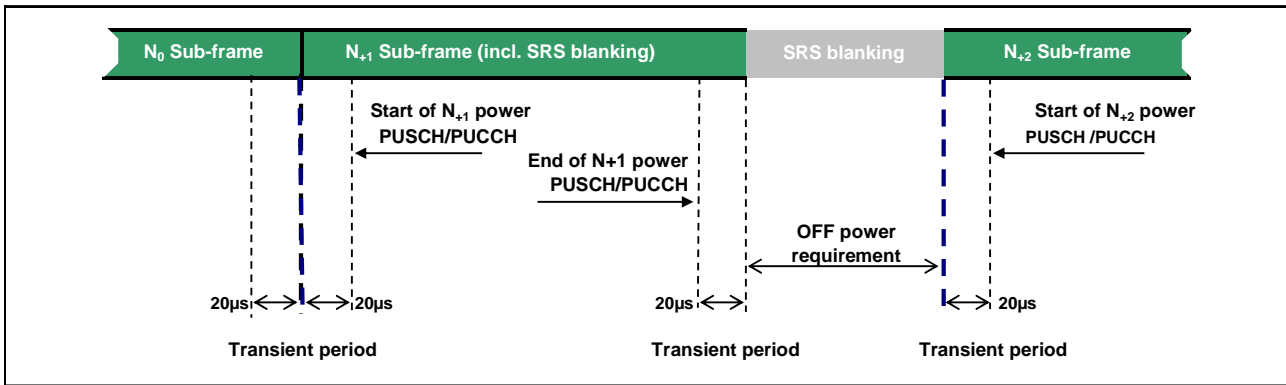 N0 Sub-frame
N+1 Sub-frame (incl. SRS blanking)
SRS blanking
N+2 Sub-frame
Start of N+1 power
PUSCH/PUCCH
End of N+1 power
PUSCH/PUCCH
Start of N+2 power
PUSCH /PUCCH
OFF power
requirement
20µs
20µs
20µs
20µs
Transient period
Transient period
Transient period